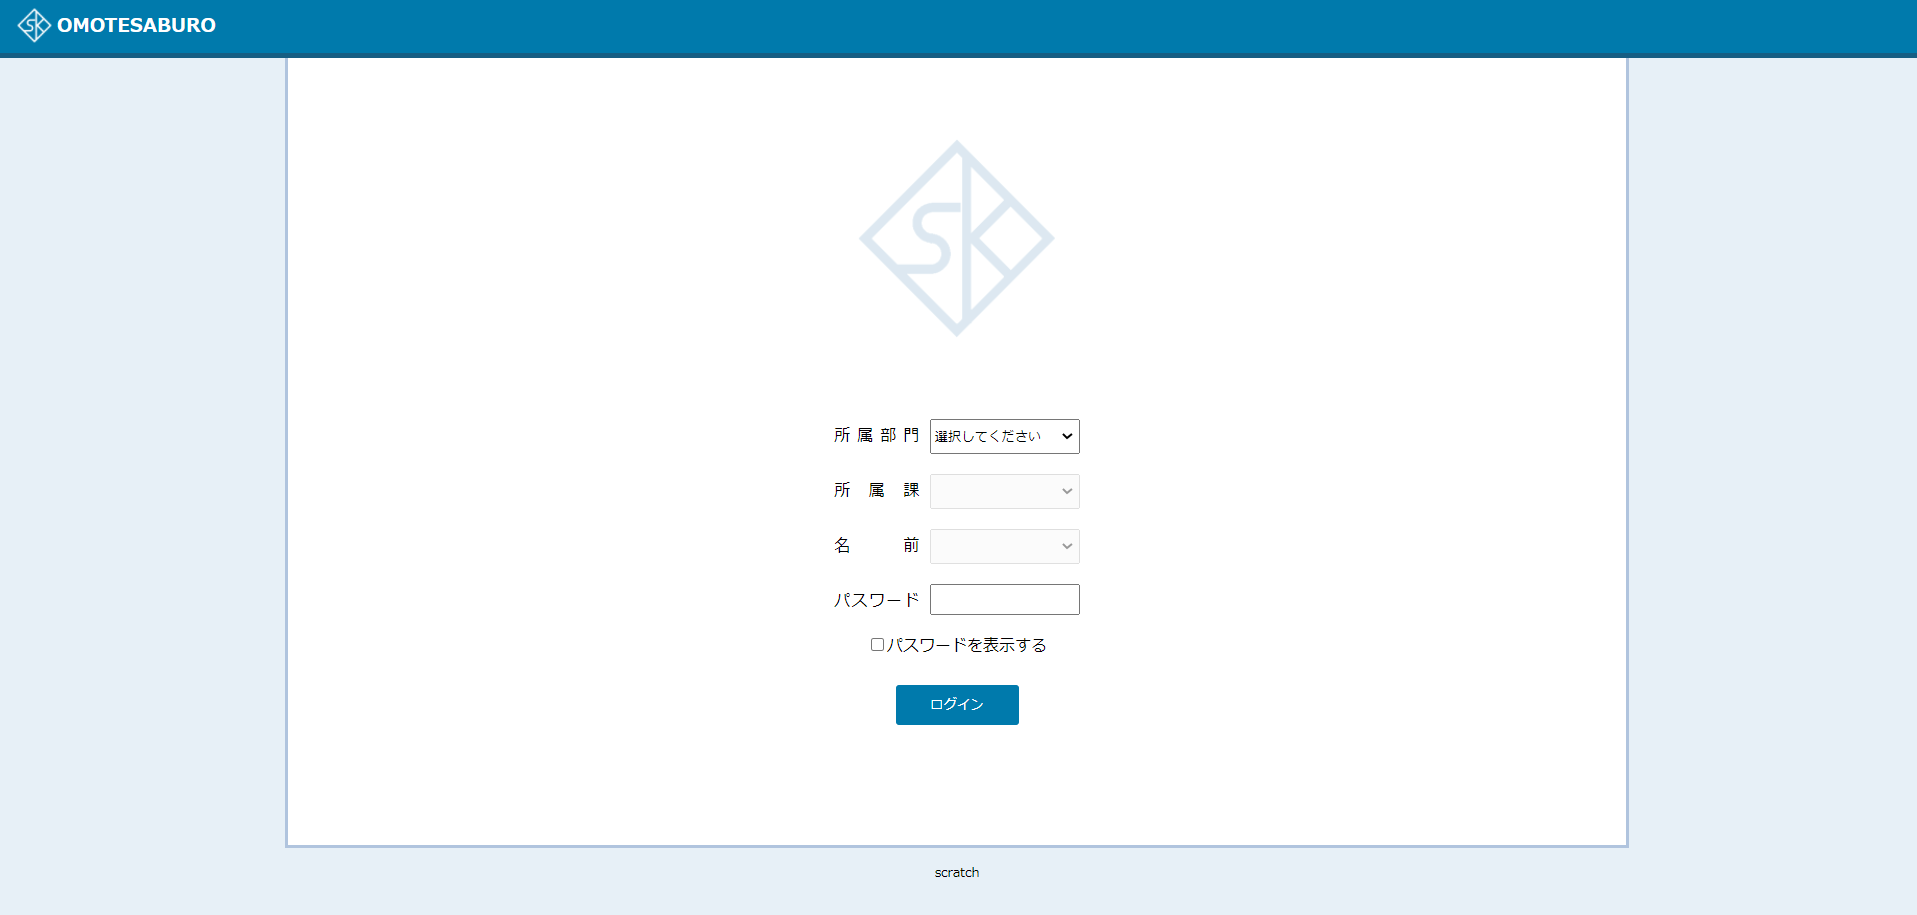 SK OMOTESABURO
SK
所属部門 選択してください
所属課
名前
パスワード
パスワードを表示する
ログイン
scratch